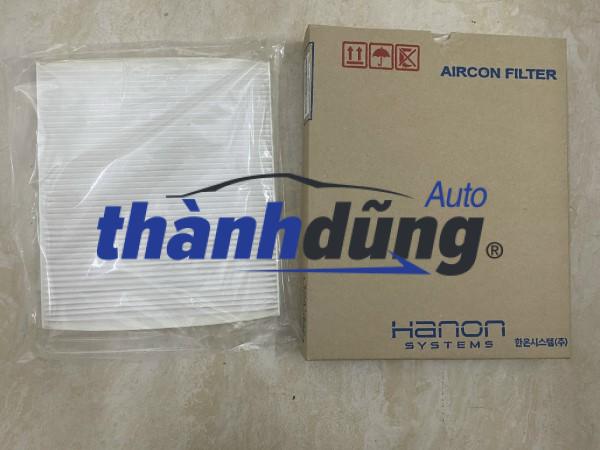 AIRCON FILTER
Auto
thànhdũng®
Hanon
SYSTEMS
한온시스템(주)